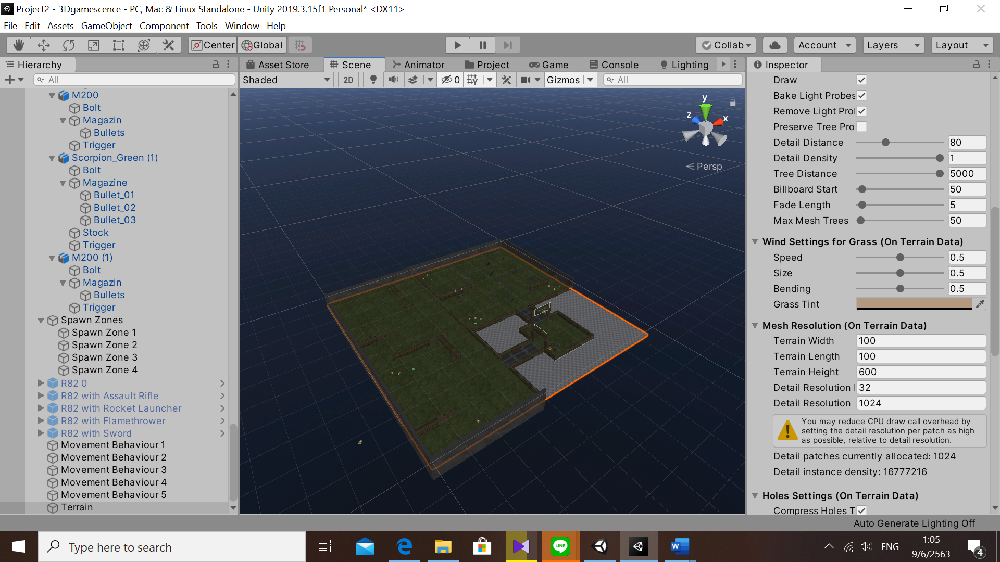 Project2 - 3Dgamescence - PC, Mac & Linux Standalone - Unity 2019.3.15f1 Personal* <DX11>
File Edit Assets GameObject Component Tools Window Help
Center Global Collab Account Layers Layout
Hierarchy
All
M200
Bolt
Magazin
Bullets
Trigger
Scorpion_Green (1)
Bolt
Magazine
Bullet_01
Bullet_02
Bullet_03
Stock
Trigger
M200 (1)
Bolt
Magazin
Bullets
Trigger
Spawn Zones
Spawn Zone 1
Spawn Zone 2
Spawn Zone 3
Spawn Zone 4
R82 0
R82 with Assault Rifle
R82 with Rocket Launcher
R82 with Flamethrower
R82 with Sword
Movement Behaviour 1
Movement Behaviour 2
Movement Behaviour 3
Movement Behaviour 4
Movement Behaviour 5
Terrain
Asset Store Scene Animator Project Game Console Lighting
Shaded 2D 0 Gizmos All
y
z x
Persp
Inspector
Draw
Bake Light Probes
Remove Light Pro
Preserve Tree Pro
Detail Distance 80
Detail Density 1
Tree Distance 5000
Billboard Start 50
Fade Length 5
Max Mesh Trees 50
Wind Settings for Grass (On Terrain Data)
Speed 0.5
Size 0.5
Bending 0.5
Grass Tint
Mesh Resolution (On Terrain Data)
Terrain Width 100
Terrain Length 100
Terrain Height 600
Detail Resolution 32
Detail Resolution 1024
You may reduce CPU draw call overhead by
setting the detail resolution per patch as high
as possible, relative to detail resolution.
Detail patches currently allocated: 1024
Detail instance density: 16777216
Holes Settings (On Terrain Data)
Compress Holes T
Auto Generate Lighting Off
Type here to search
LINE
W
ENG
1:05
9/6/2563
4